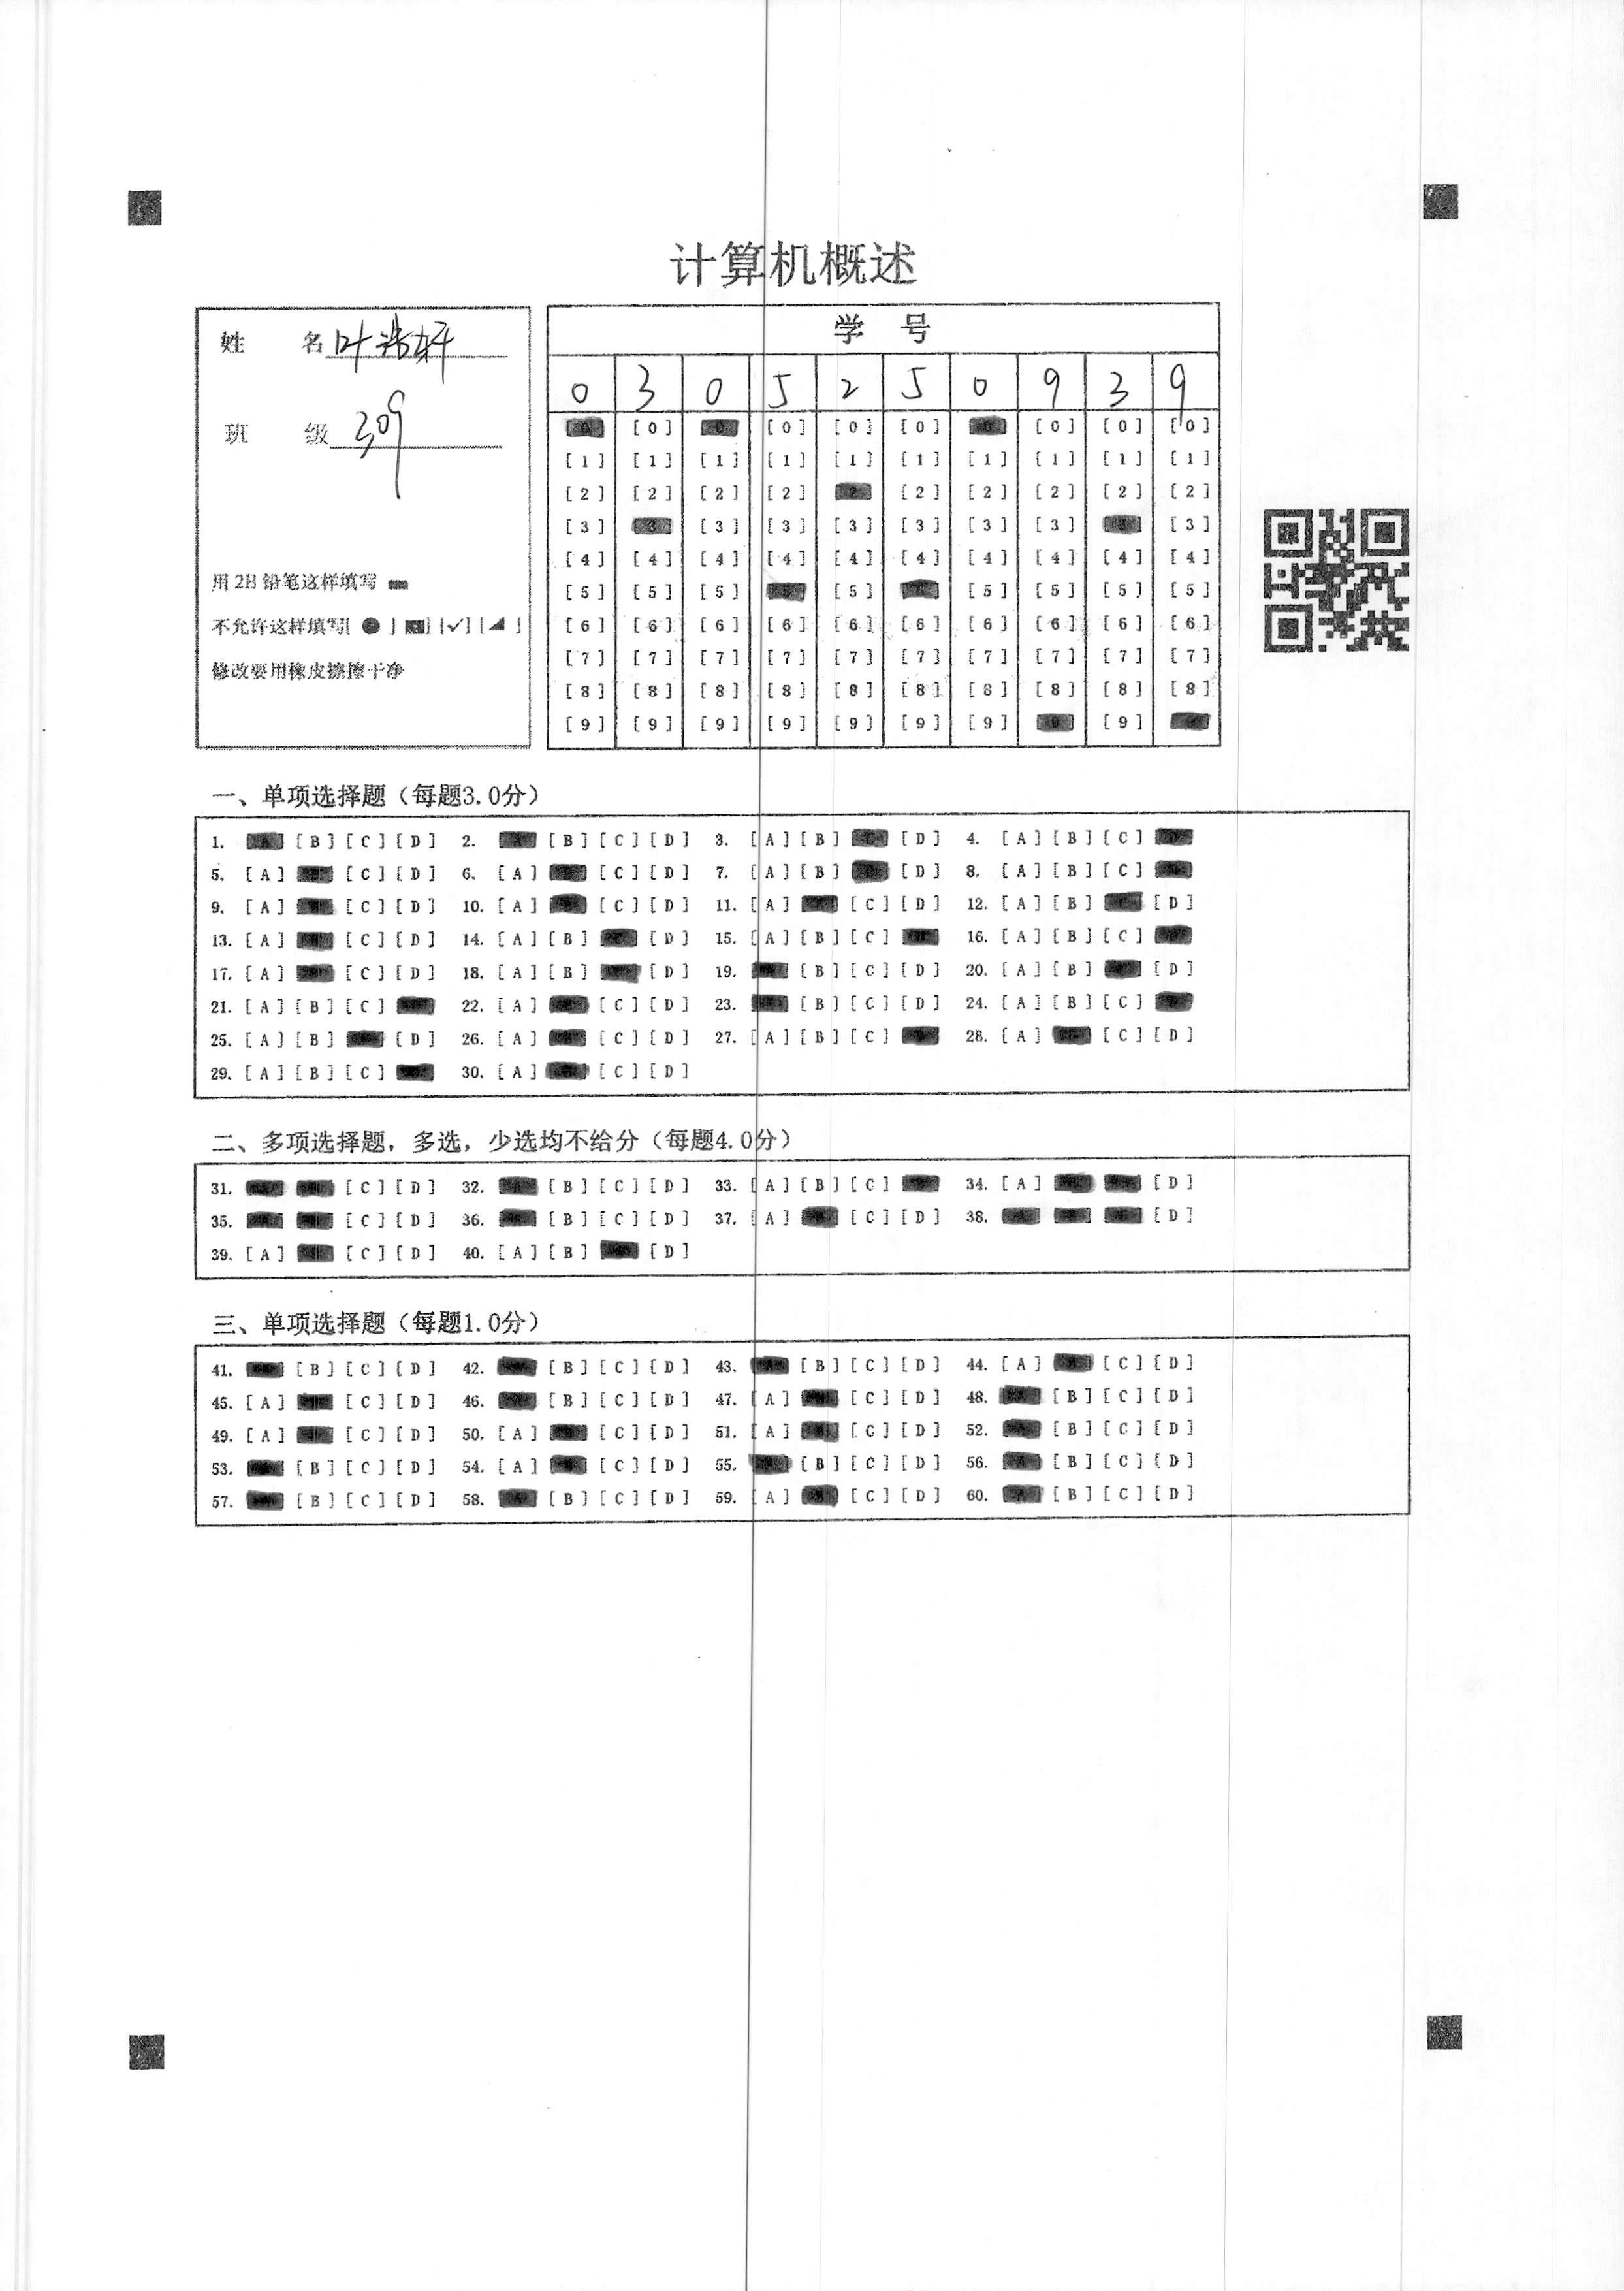 计算机概述
姓 名 叶浩轩
班 级 309
用 2B 铅笔这样填写
不允许这样填写[ ● ] [ ] [✓] [◢ ]
修改要用橡皮擦擦干净
学 号
0 3 0 5 2 5 0 9 3 9
[0] [0] [0] [0] [0] [0] [0] [0] [0] [0]
[1] [1] [1] [1] [1] [1] [1] [1] [1] [1]
[2] [2] [2] [2] [2] [2] [2] [2] [2] [2]
[3] [3] [3] [3] [3] [3] [3] [3] [3] [3]
[4] [4] [4] [4] [4] [4] [4] [4] [4] [4]
[5] [5] [5] [5] [5] [5] [5] [5] [5] [5]
[6] [6] [6] [6] [6] [6] [6] [6] [6] [6]
[7] [7] [7] [7] [7] [7] [7] [7] [7] [7]
[8] [8] [8] [8] [8] [8] [8] [8] [8] [8]
[9] [9] [9] [9] [9] [9] [9] [9] [9] [9]
一、单项选择题（每题3.0分）
1. [B] [C] [D] 2. [B] [C] [D] 3. [A] [B] [D] 4. [A] [B] [C]
5. [A] [C] [D] 6. [A] [C] [D] 7. [A] [B] [D] 8. [A] [B] [C]
9. [A] [C] [D] 10. [A] [C] [D] 11. [A] [C] [D] 12. [A] [B] [D]
13. [A] [C] [D] 14. [A] [B] [D] 15. [A] [B] [C] 16. [A] [B] [C]
17. [A] [C] [D] 18. [A] [B] [D] 19. [B] [C] [D] 20. [A] [B] [D]
21. [A] [B] [C] 22. [A] [C] [D] 23. [B] [C] [D] 24. [A] [B] [C]
25. [A] [B] [D] 26. [A] [C] [D] 27. [A] [B] [C] 28. [A] [C] [D]
29. [A] [B] [C] 30. [A] [C] [D]
二、多项选择题，多选，少选均不给分（每题4.0分）
31. [C] [D] 32. [B] [C] [D] 33. [A] [B] [C] 34. [A] [D]
35. [C] [D] 36. [B] [C] [D] 37. [A] [C] [D] 38. [D]
39. [A] [C] [D] 40. [A] [B] [D]
三、单项选择题（每题1.0分）
41. [B] [C] [D] 42. [B] [C] [D] 43. [B] [C] [D] 44. [A] [C] [D]
45. [A] [C] [D] 46. [B] [C] [D] 47. [A] [C] [D] 48. [B] [C] [D]
49. [A] [C] [D] 50. [A] [C] [D] 51. [A] [C] [D] 52. [B] [C] [D]
53. [B] [C] [D] 54. [A] [C] [D] 55. [B] [C] [D] 56. [B] [C] [D]
57. [B] [C] [D] 58. [B] [C] [D] 59. [A] [C] [D] 60. [B] [C] [D]